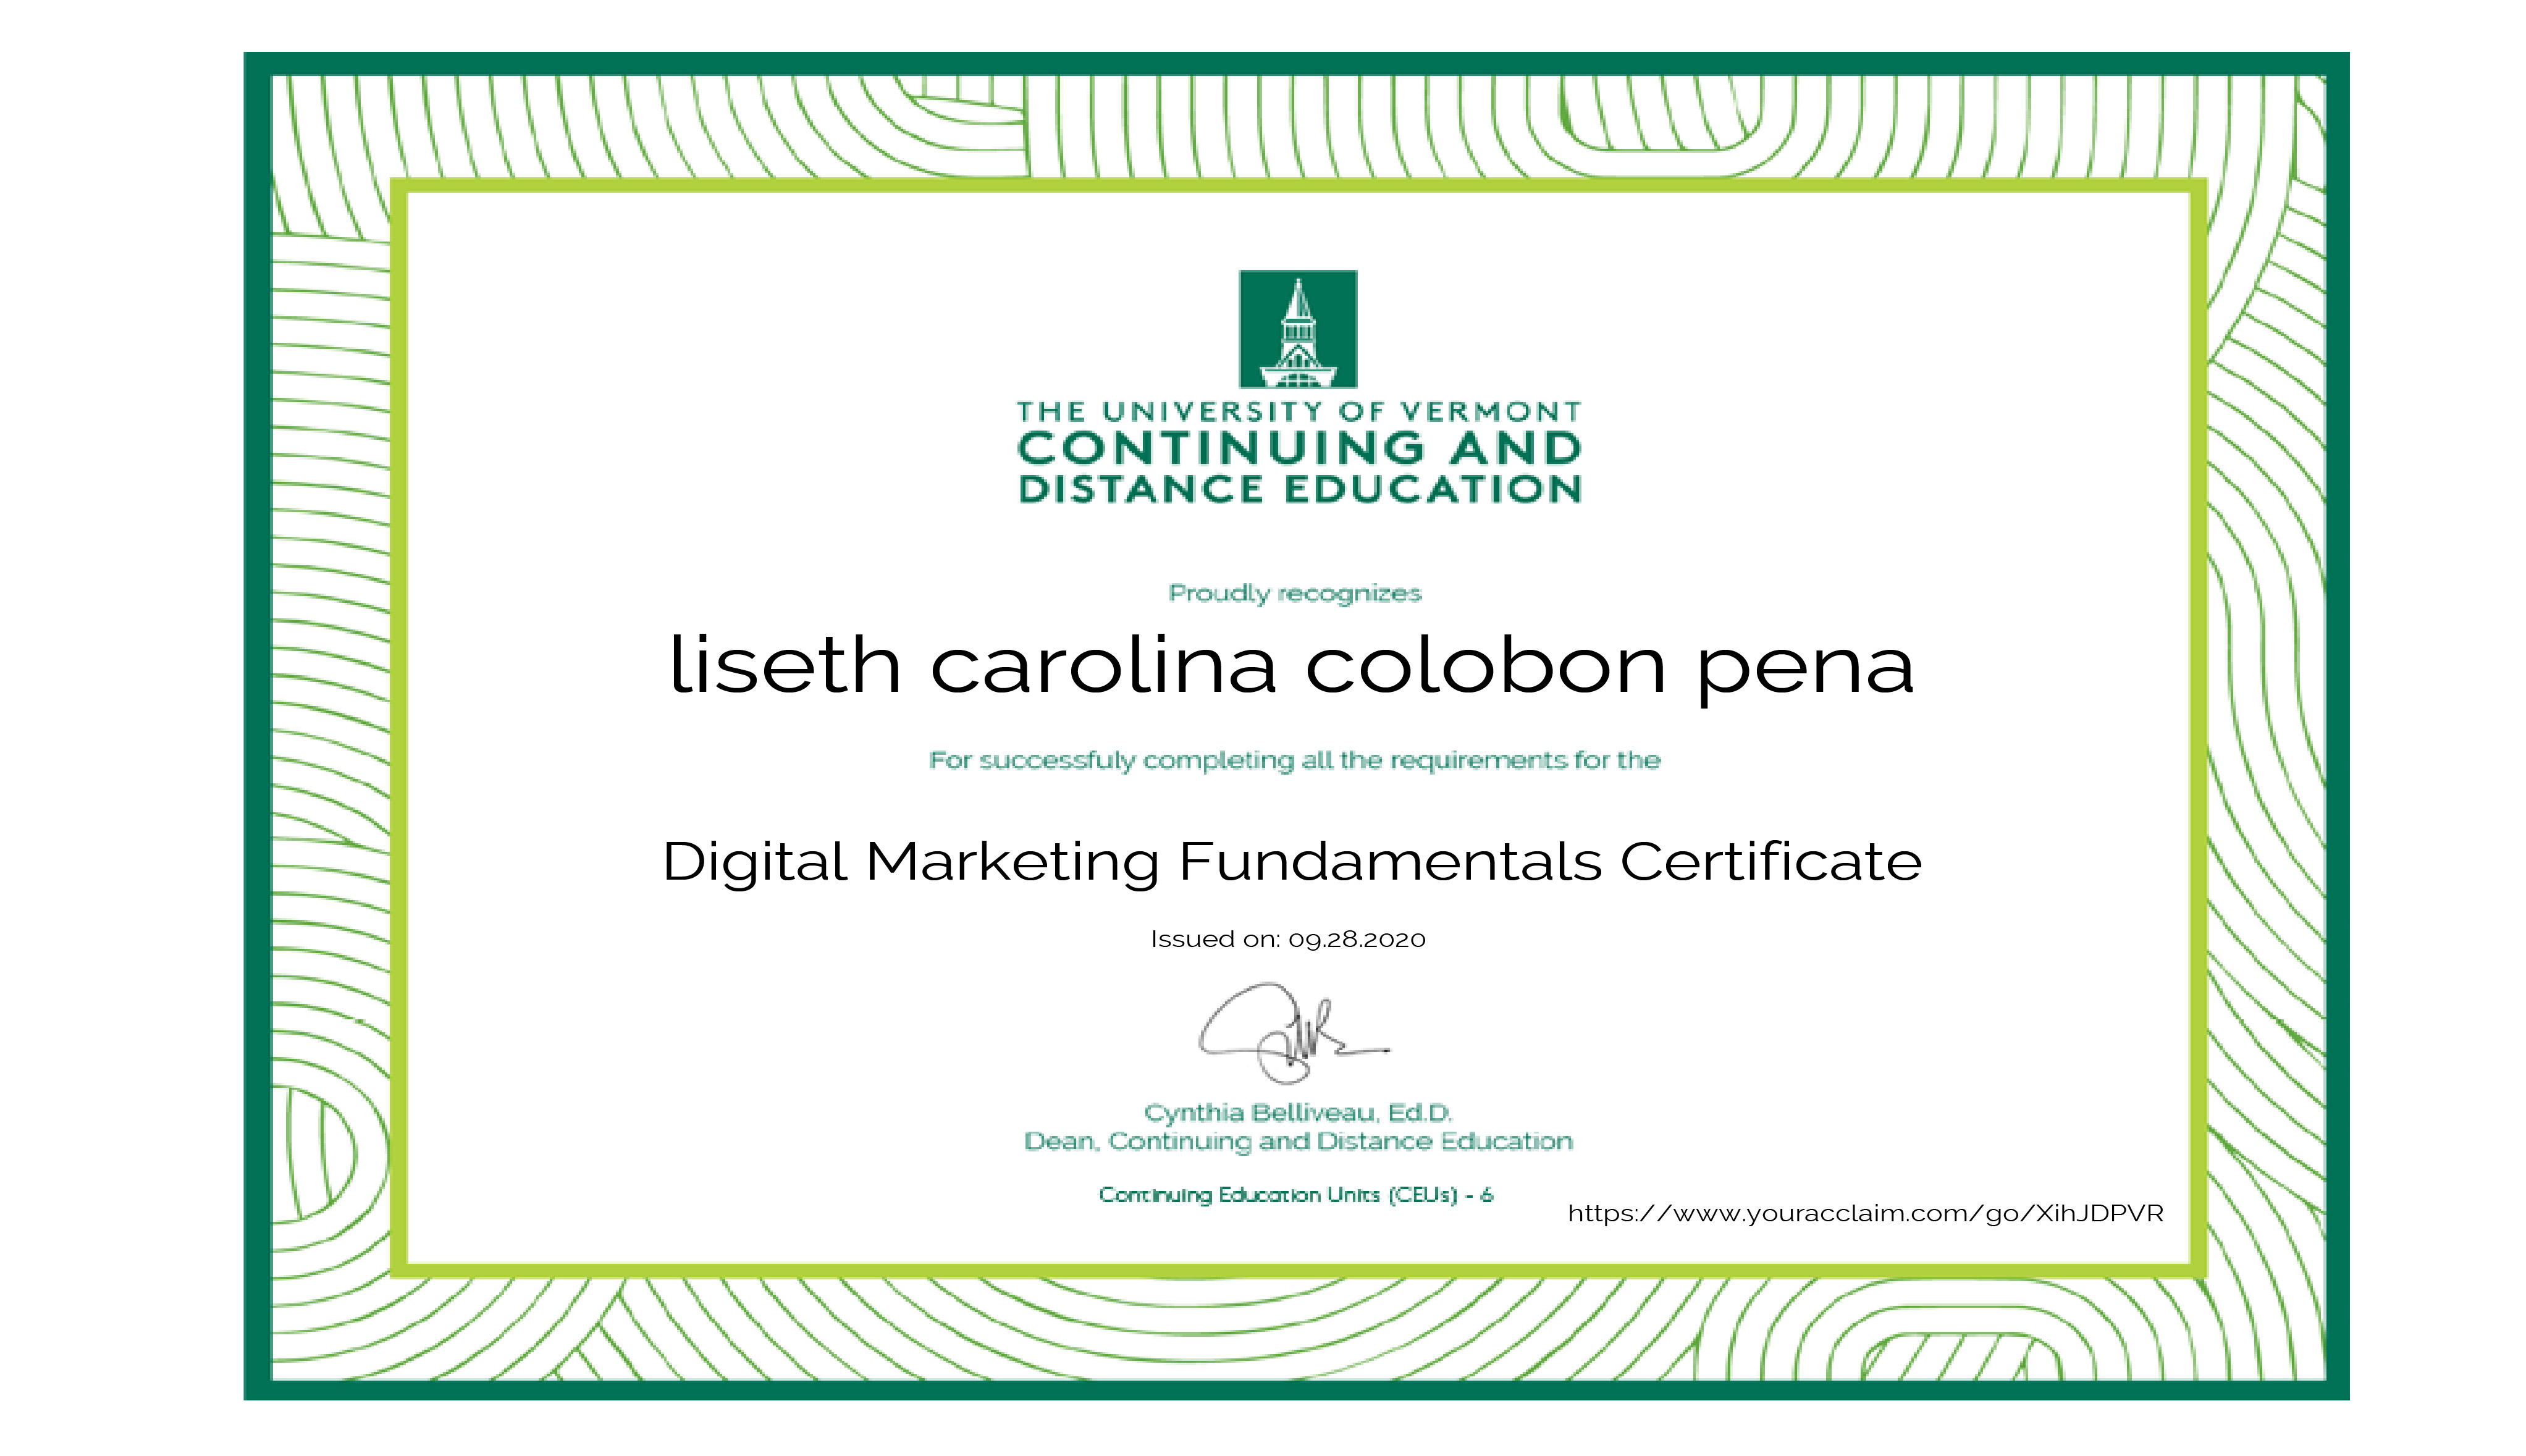 THE UNIVERSITY OF VERMONT
CONTINUING AND
DISTANCE EDUCATION
Proudly recognizes
liseth carolina colobon pena
For successfuly completing all the requirements for the
Digital Marketing Fundamentals Certificate
Issued on: 09.28.2020
Cynthia Belliveau, Ed.D.
Dean, Continuing and Distance Education
Continuing Education Units (CEUs) - 6
https://www.youracclaim.com/go/XihJDPVR